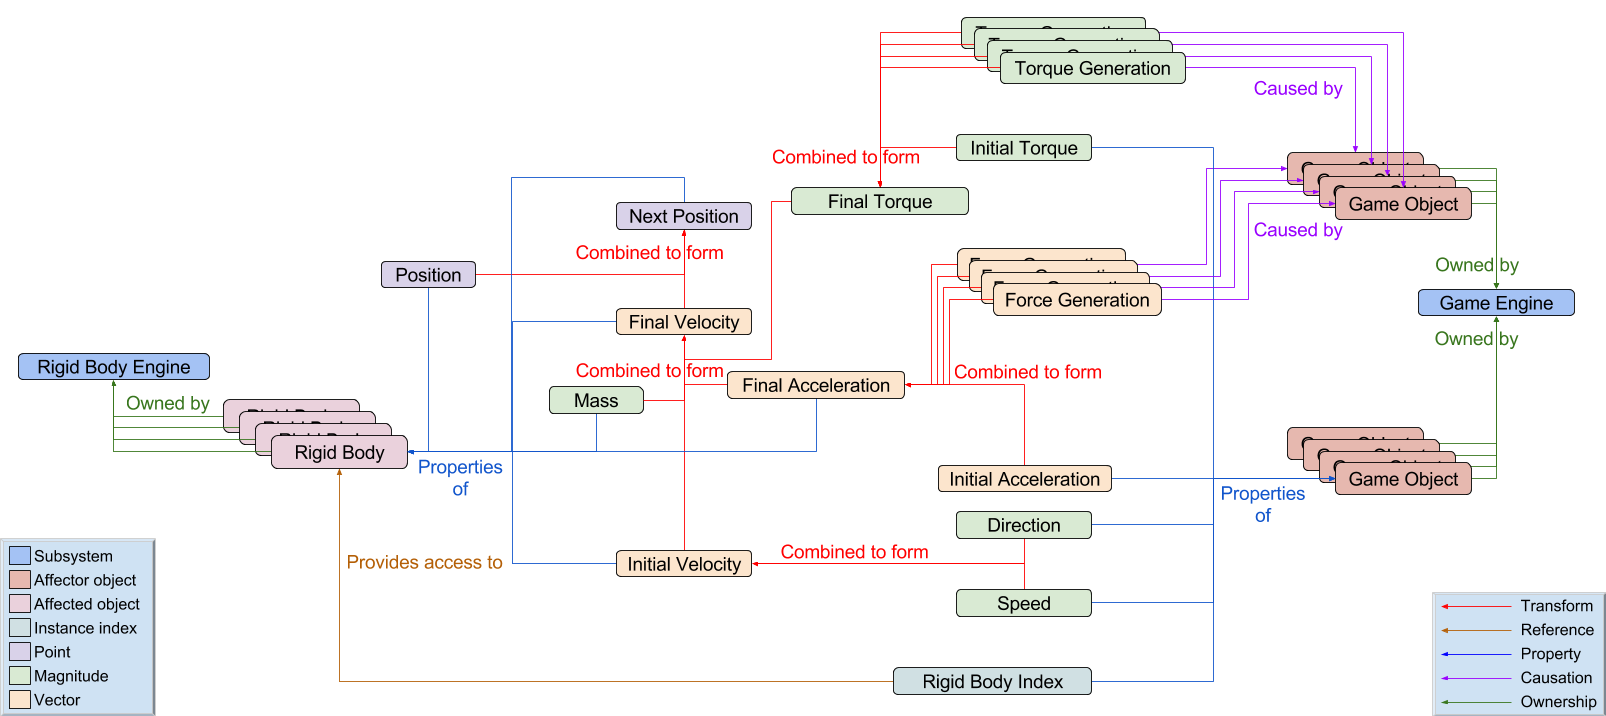 Torque Generation
Caused by
Initial Torque
Combined to form
Final Torque
Game Object
Next Position
Caused by
Combined to form
Position
Owned by
Force Generation
Game Engine
Final Velocity
Owned by
Rigid Body Engine
Combined to form
Combined to form
Final Acceleration
Mass
Owned by
Rigid Body
Properties
of
Initial Acceleration
Game Object
Properties
of
Direction
Combined to form
Initial Velocity
Provides access to
Speed
Rigid Body Index
Subsystem
Affector object
Affected object
Instance index
Point
Magnitude
Vector
Transform
Reference
Property
Causation
Ownership